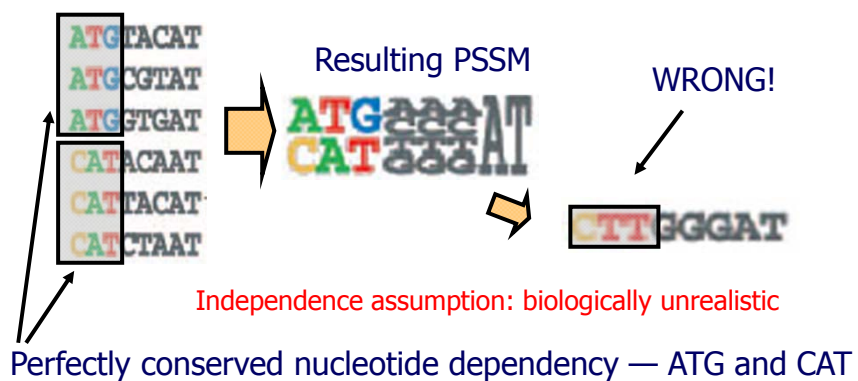 ATGTACAT
ATGCGTAT
ATGGTGAT
CATACAAT
CATTACAT
CATCTAAT
Resulting PSSM
ATG
CAT
AT
WRONG!
CTTGGGAT
Independence assumption: biologically unrealistic
Perfectly conserved nucleotide dependency — ATG and CAT